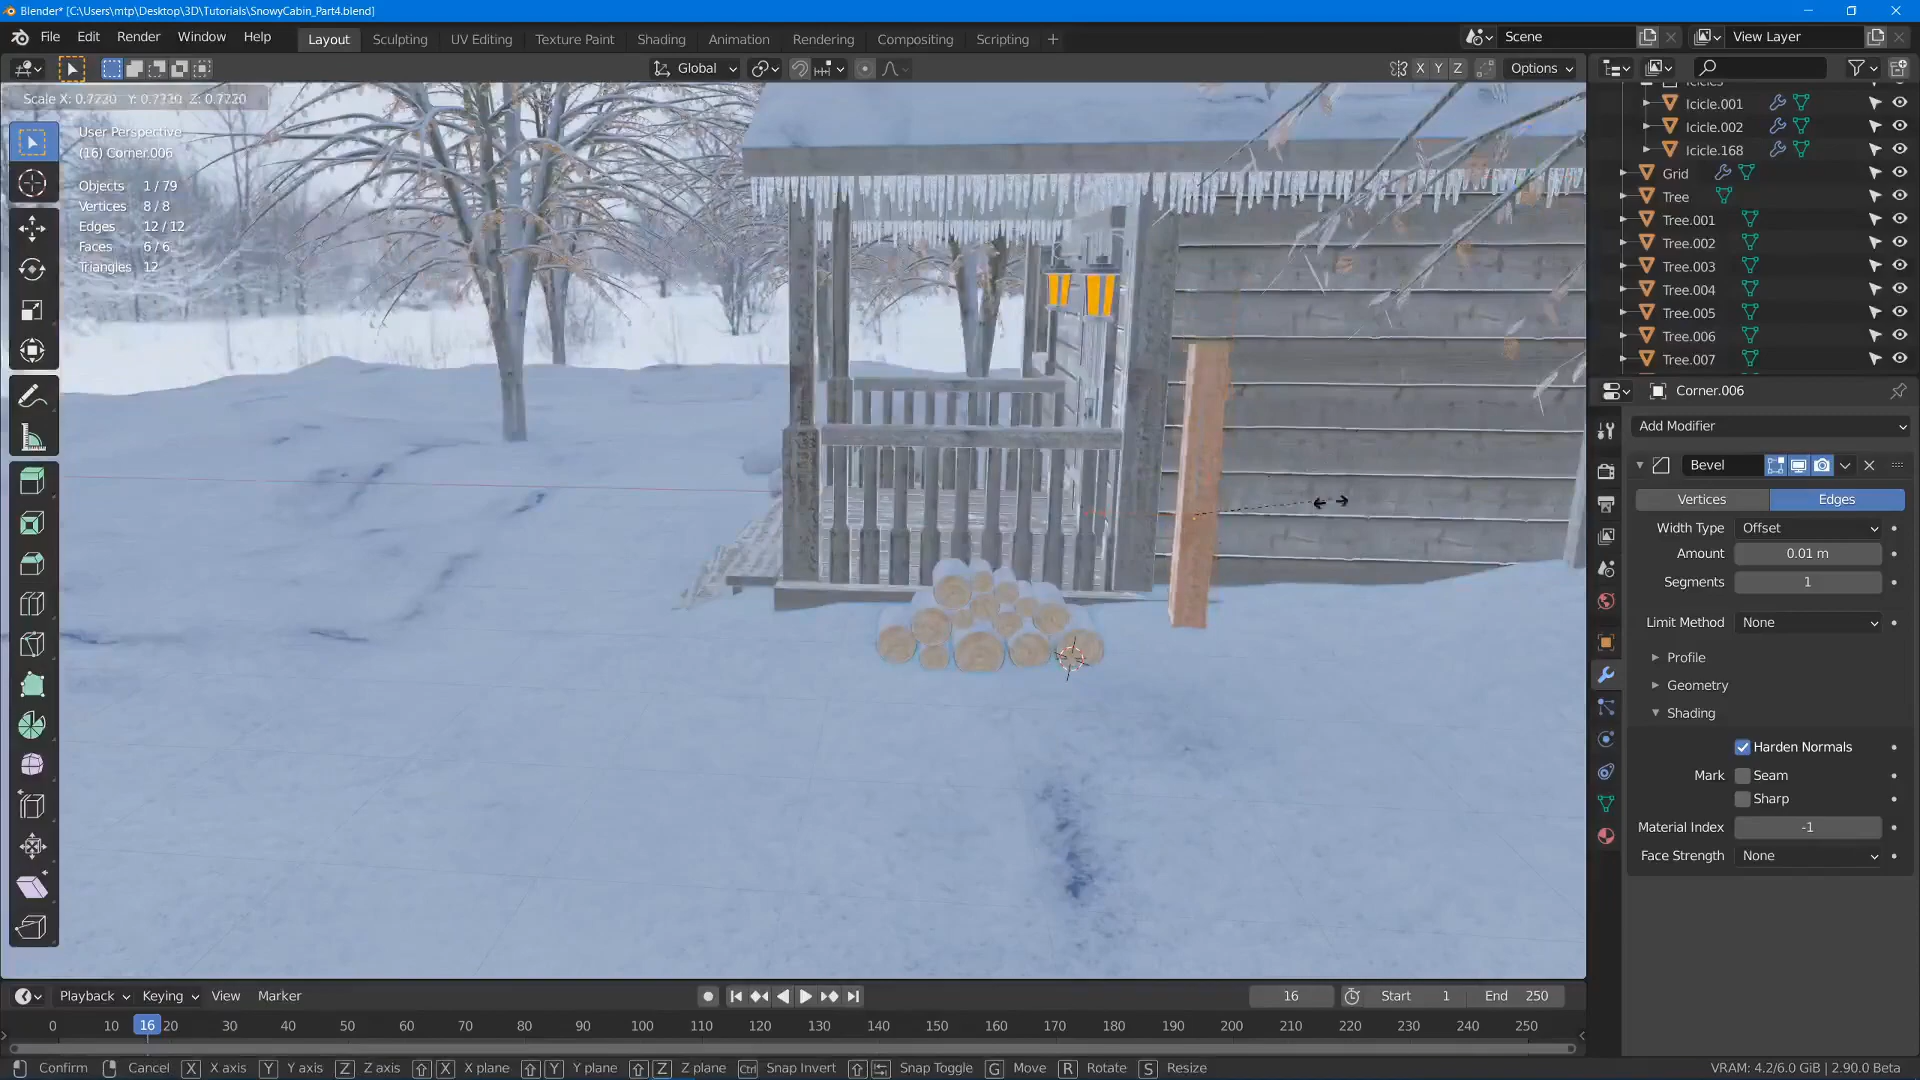 Blender* [C:\Users\mtp\Desktop\3D\Tutorials\SnowyCabin_Part4.blend]
File Edit Render Window Help Layout Sculpting UV Editing Texture Paint Shading Animation Rendering Compositing Scripting + Scene View Layer
Global X Y Z Options
Scale X: 0.7220 Y: 0.7220 Z: 0.7220
User Perspective
(16) Corner.006
Objects 1 / 79
Vertices 8 / 8
Edges 12 / 12
Faces 6 / 6
Triangles 12
Icicles
Icicle.001
Icicle.002
Icicle.168
Grid
Tree
Tree.001
Tree.002
Tree.003
Tree.004
Tree.005
Tree.006
Tree.007
Corner.006
Add Modifier
Bevel
Vertices Edges
Width Type Offset
Amount 0.01 m
Segments 1
Limit Method None
Profile
Geometry
Shading
Harden Normals
Mark Seam
Sharp
Material Index -1
Face Strength None
Playback Keying View Marker 16 Start 1 End 250
0 10 16 20 30 40 50 60 70 80 90 100 110 120 130 140 150 160 170 180 190 200 210 220 230 240 250
Confirm Cancel X X axis Y Y axis Z Z axis X X plane Y Y plane Z Z plane Ctrl Snap Invert Snap Toggle G Move R Rotate S Resize VRAM: 4.2/6.0 GiB | 2.90.0 Beta